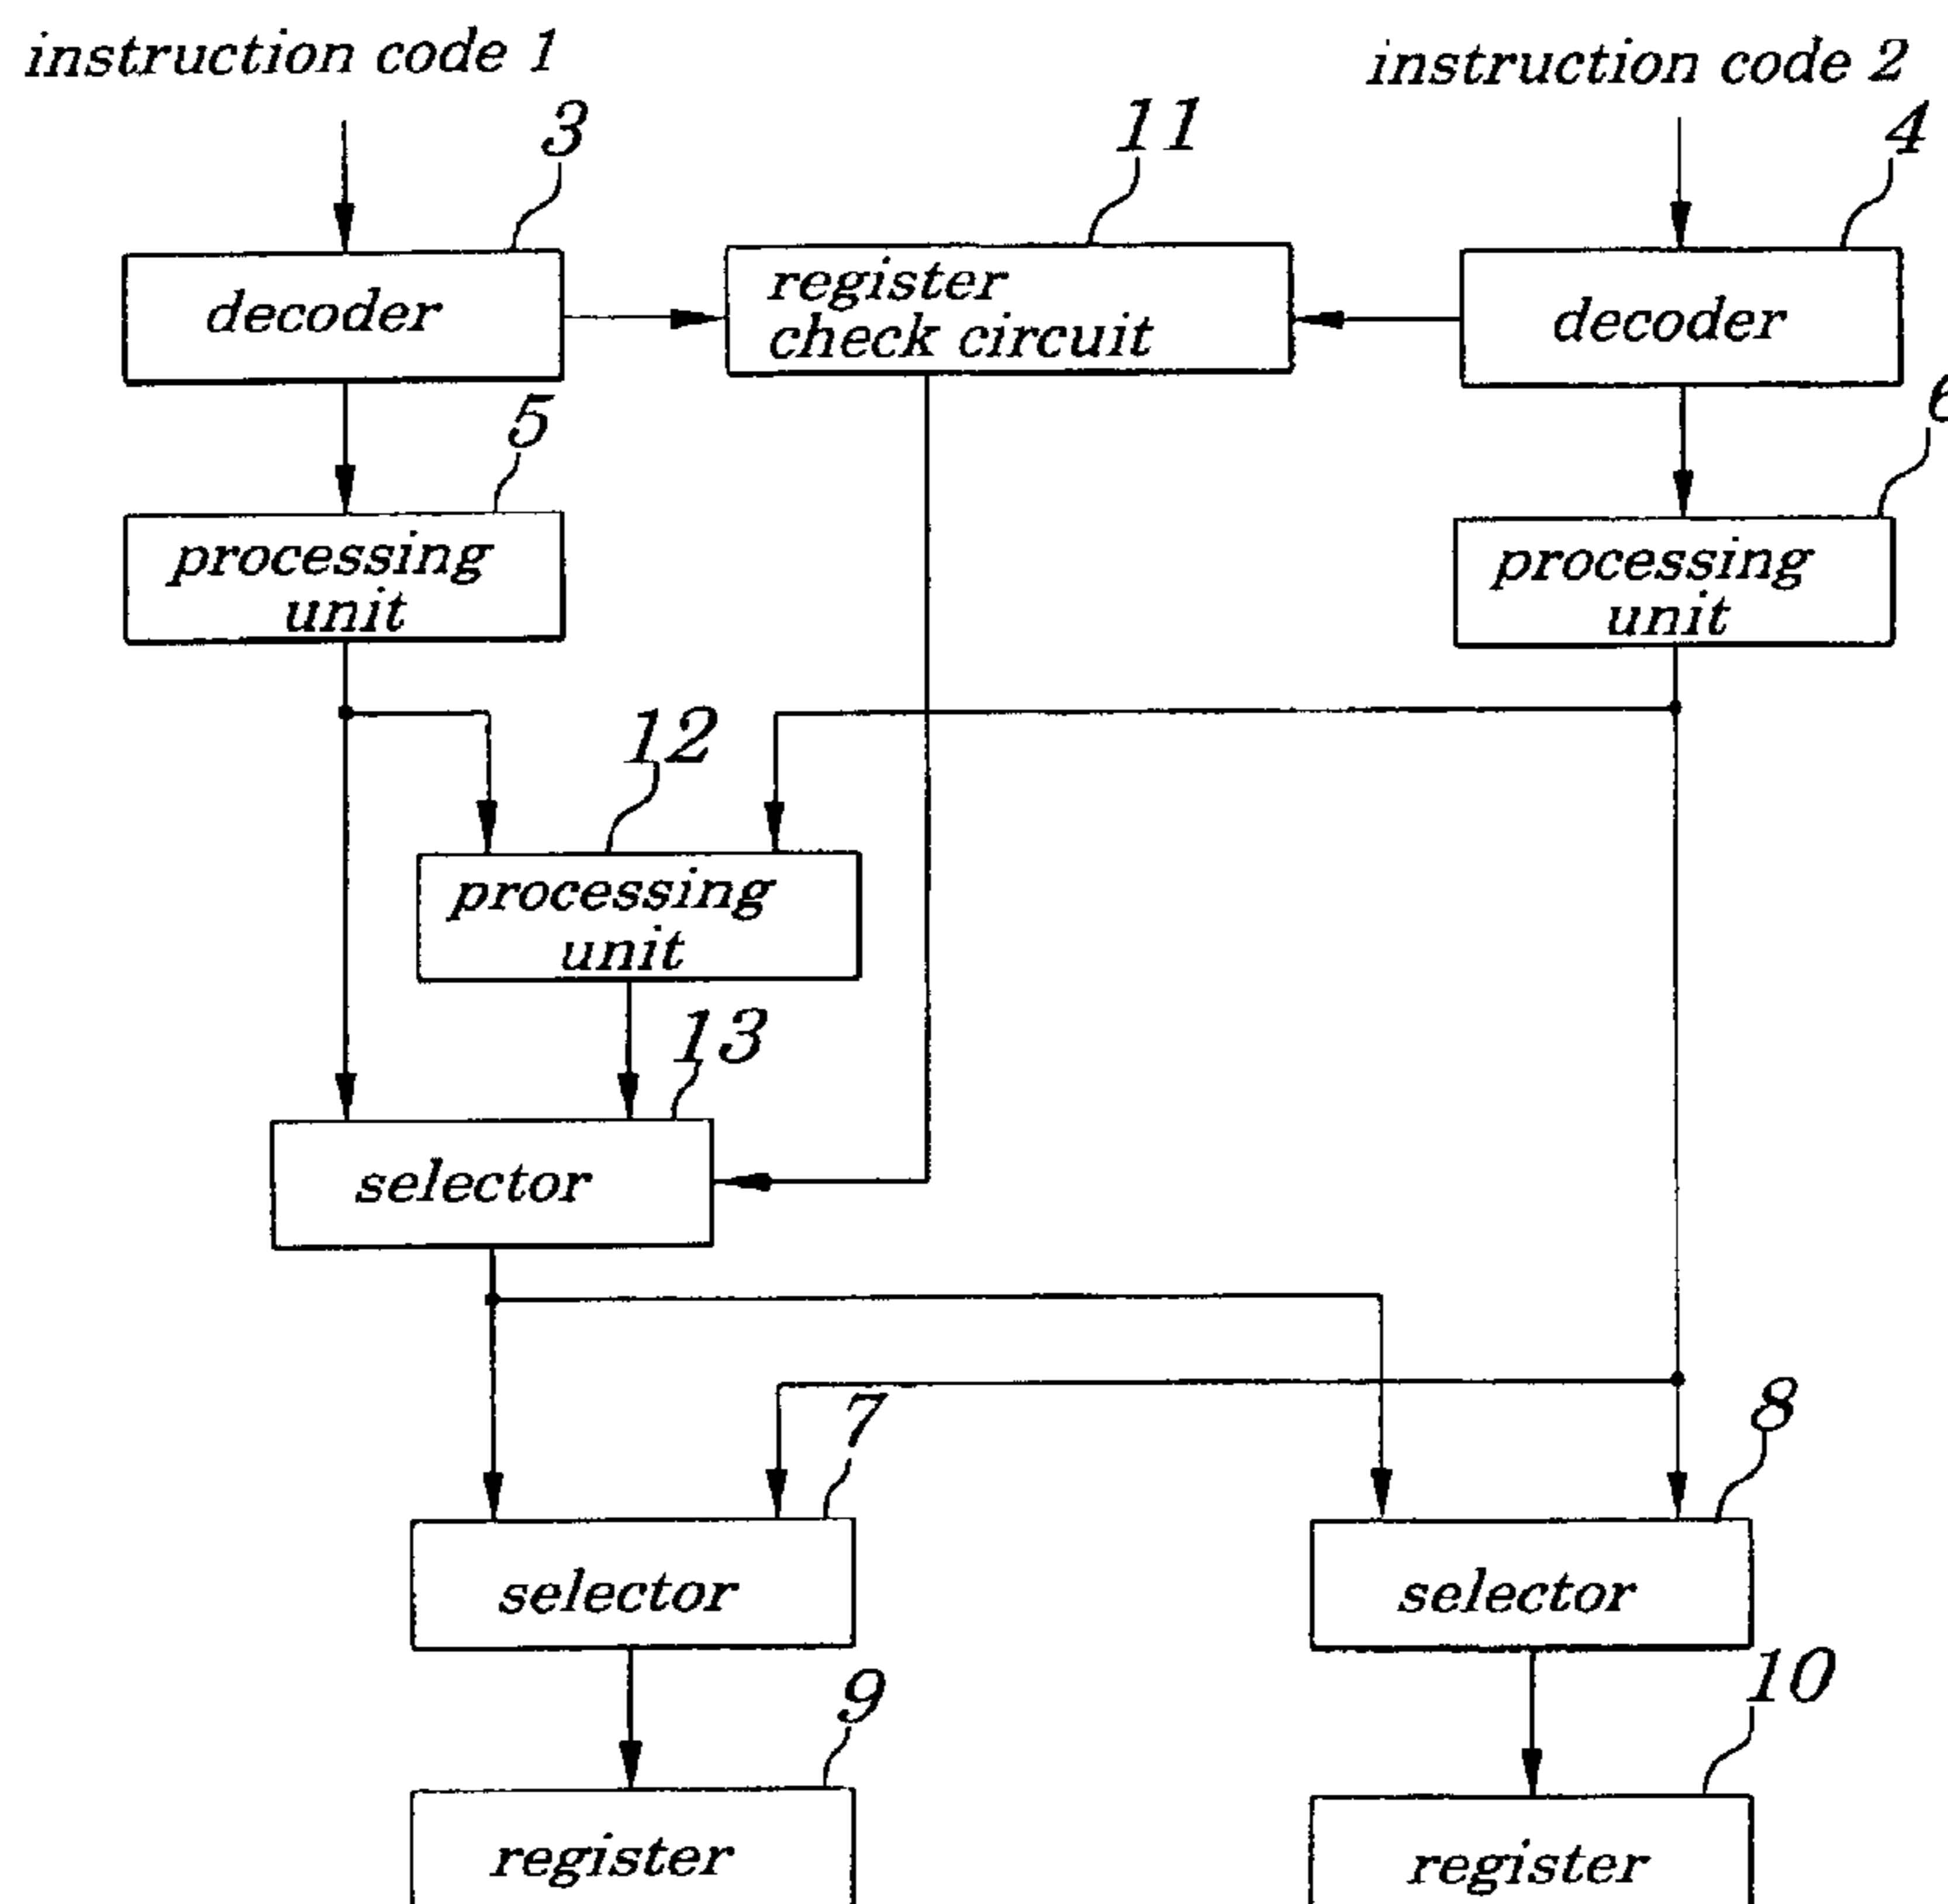 instruction code 1
instruction code 2
3
11
4
decoder
register
check circuit
decoder
5
6
processing
unit
processing
unit
12
processing
unit
13
selector
7
8
selector
selector
9
10
register
register